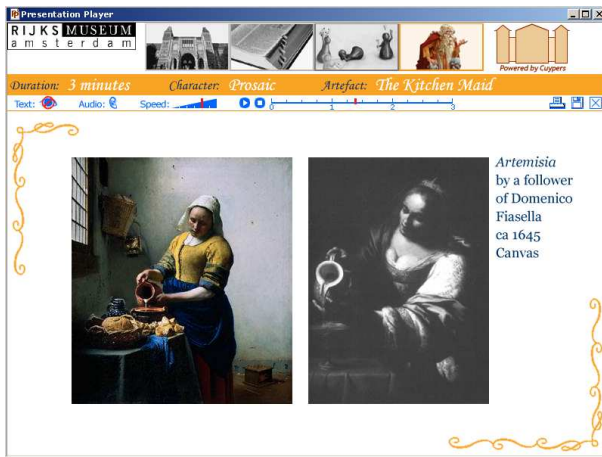 Presentation Player
RIJKS MUSEUM
amsterdam
Powered by Cuypers
Duration: 3 minutes Character: Prosaic Artefact: The Kitchen Maid
Text: Audio: Speed: 0 1 2 3
Artemisia
by a follower
of Domenico
Fiasella
ca 1645
Canvas